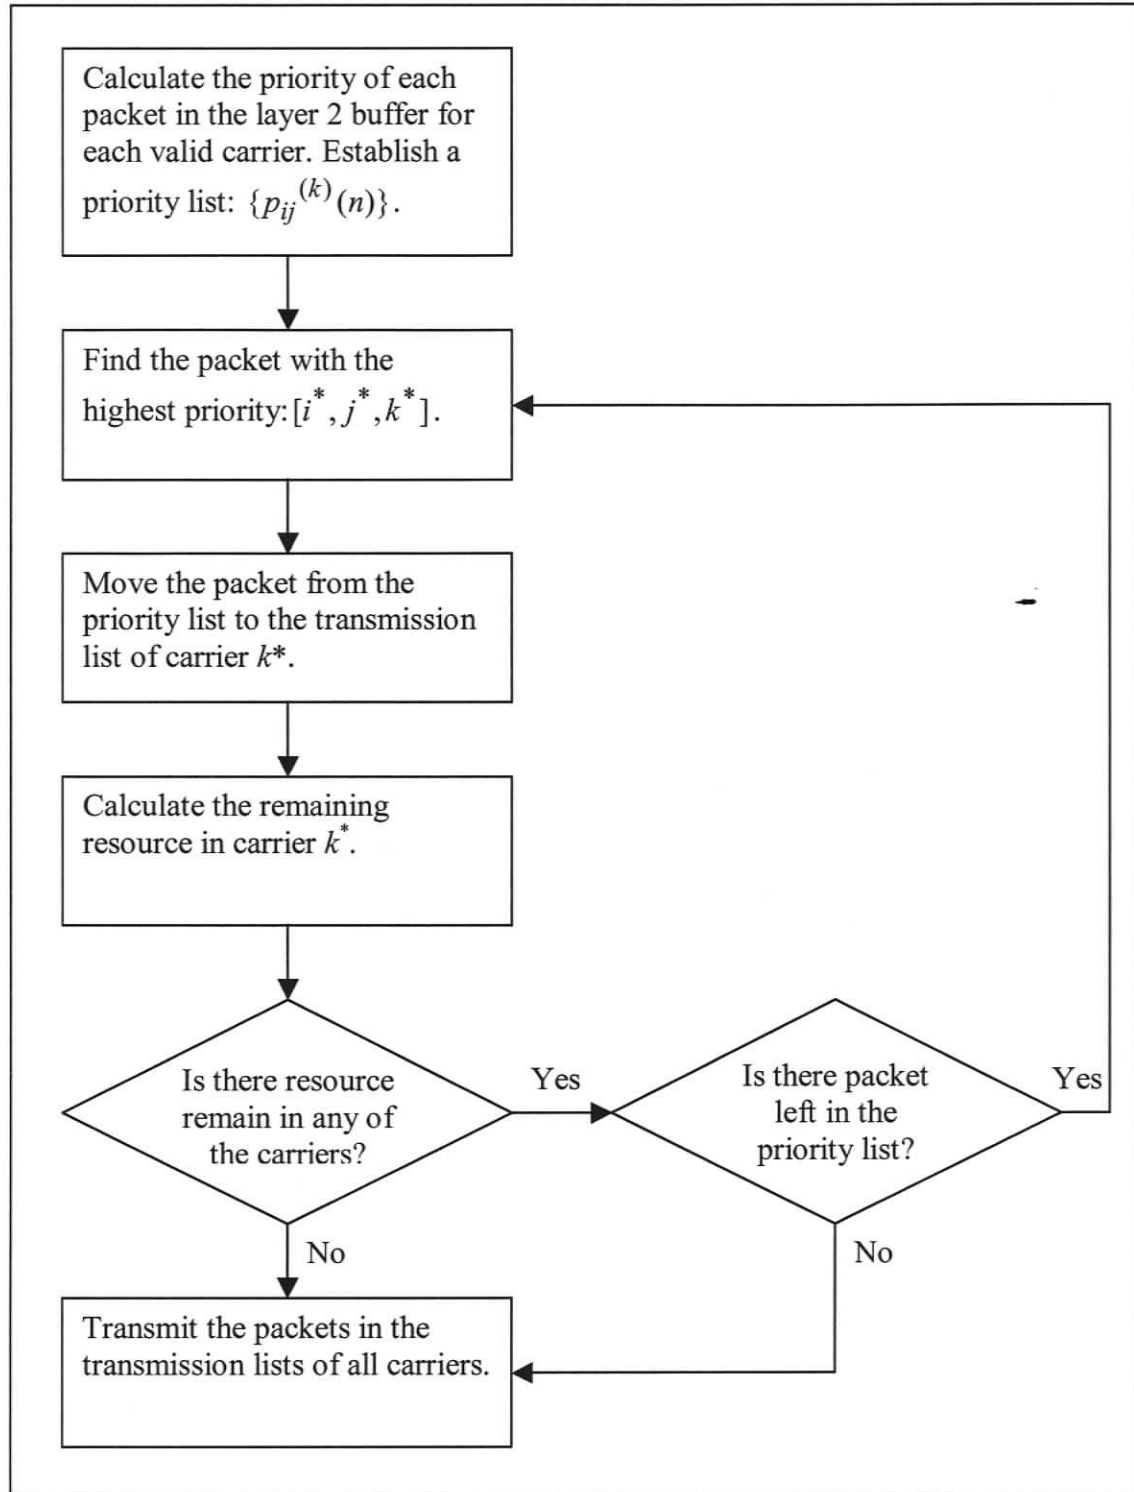 Calculate the priority of each
packet in the layer 2 buffer for
each valid carrier. Establish a
priority list: {p_{ij}^{(k)}(n)}.
Find the packet with the
highest priority:[i^*, j^*, k^*].
Move the packet from the
priority list to the transmission
list of carrier k*.
Calculate the remaining
resource in carrier k^*.
Is there resource
remain in any of
the carriers?
Yes
Is there packet
left in the
priority list?
Yes
No
No
Transmit the packets in the
transmission lists of all carriers.